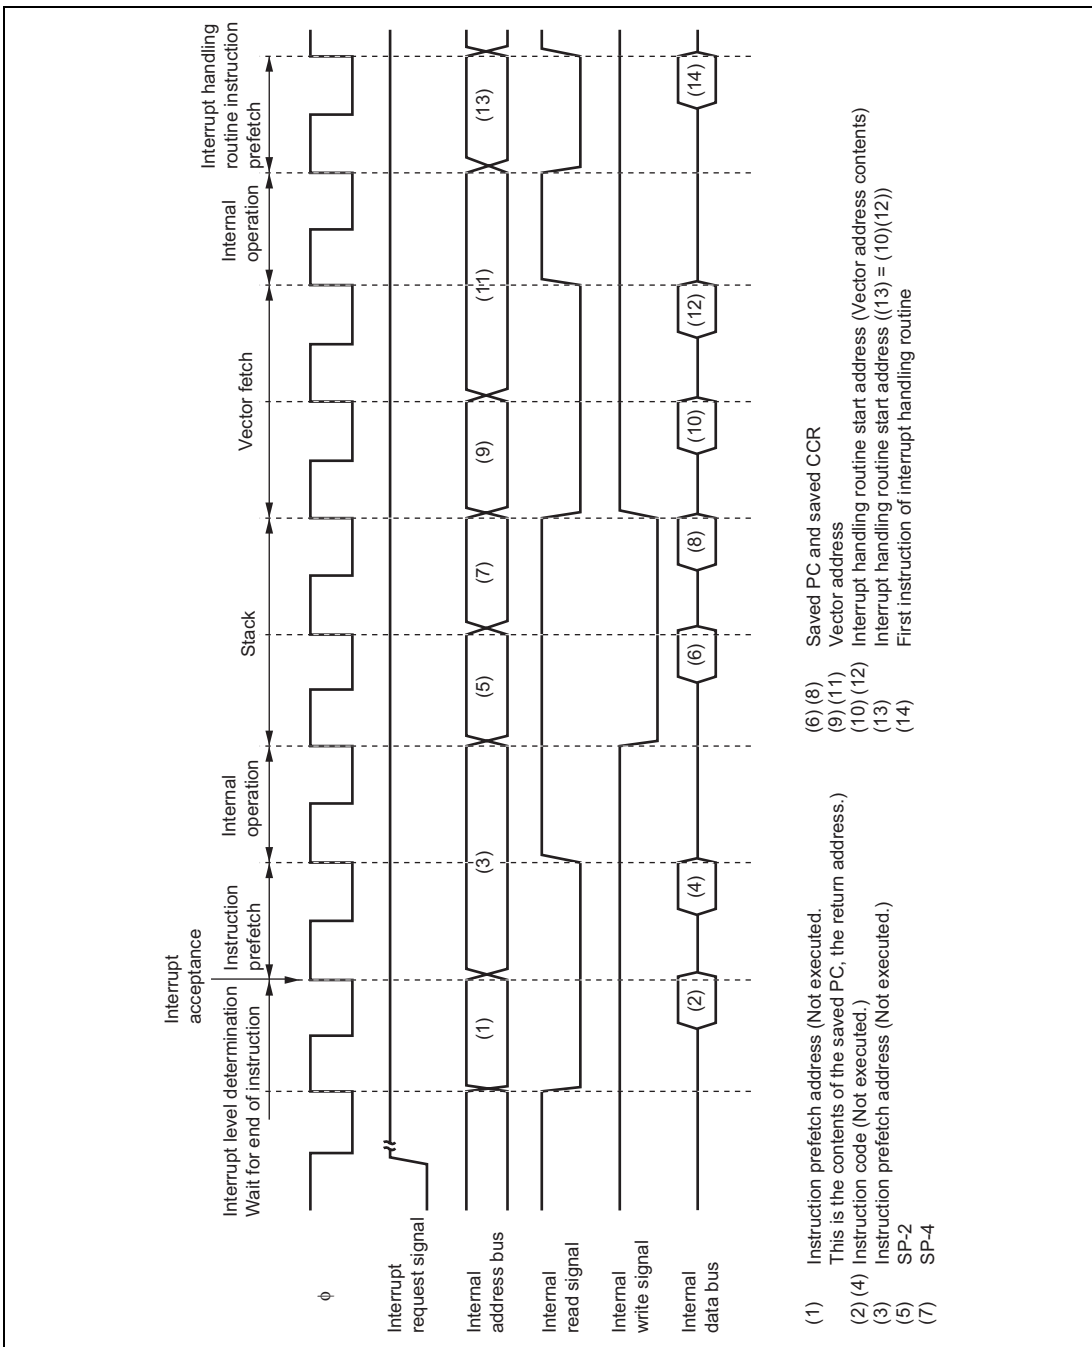 Interrupt
acceptance
Interrupt level determination
Wait for end of instruction
Instruction
prefetch
Internal
operation
Stack
Vector fetch
Internal
operation
Interrupt handling
routine instruction
prefetch
φ
Interrupt
request signal
Internal
address bus
(1)
(3)
(5)
(7)
(9)
(11)
(13)
Internal
read signal
Internal
write signal
Internal
data bus
(2)
(4)
(6)
(8)
(10)
(12)
(14)
(1) Instruction prefetch address (Not executed.
This is the contents of the saved PC, the return address.)
(2) (4) Instruction code (Not executed.)
(3) Instruction prefetch address (Not executed.)
(5) SP-2
(7) SP-4
(6) (8) Saved PC and saved CCR
(9) (11) Vector address
(10) (12) Interrupt handling routine start address (Vector address contents)
(13) Interrupt handling routine start address ((13) = (10)(12))
(14) First instruction of interrupt handling routine